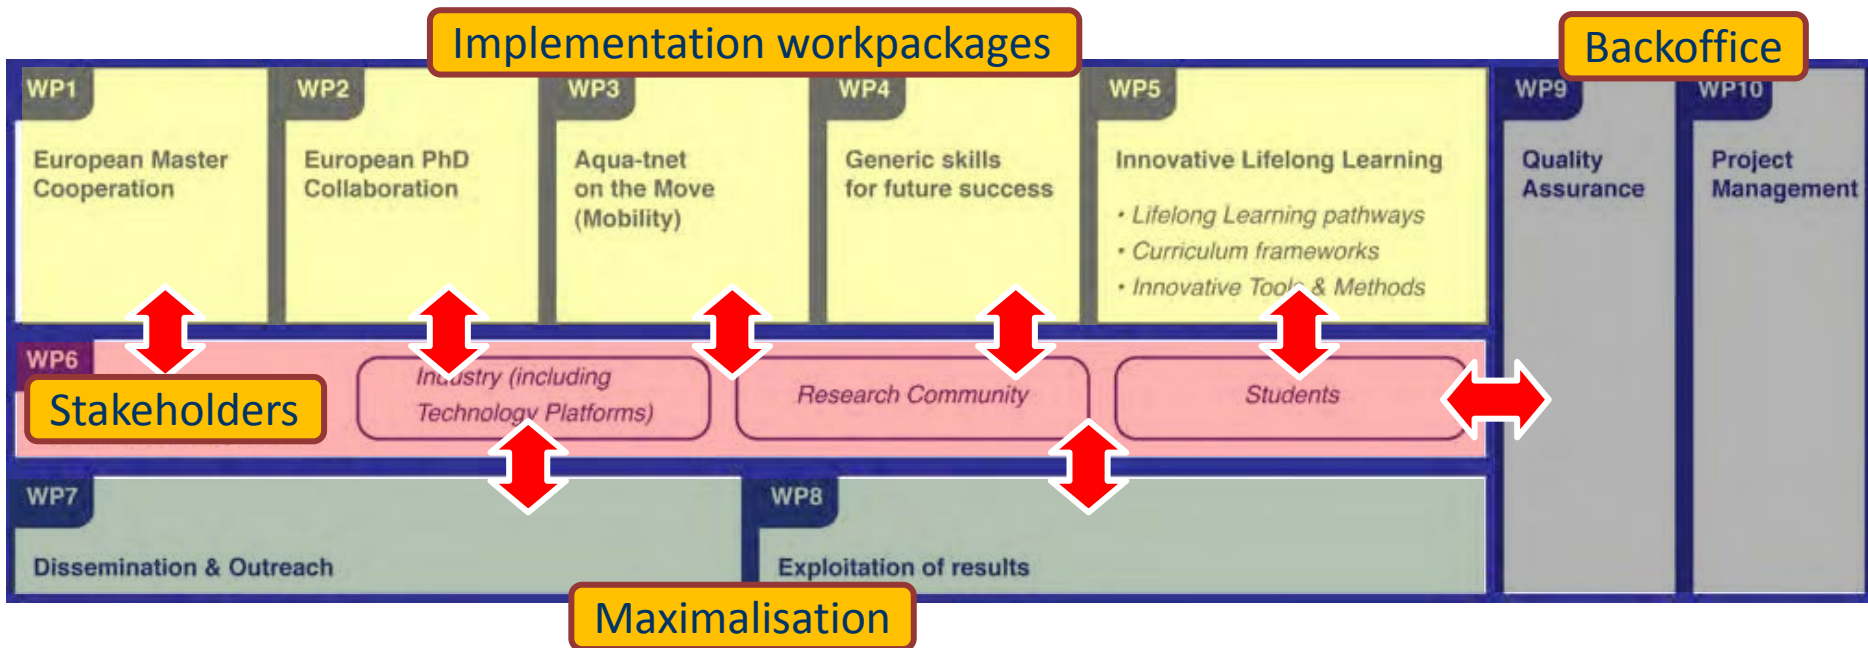 Implementation workpackages
Backoffice
WP1
European Master
Cooperation
WP2
European PhD
Collaboration
WP3
Aqua-tnet
on the Move
(Mobility)
WP4
Generic skills
for future success
WP5
Innovative Lifelong Learning
• Lifelong Learning pathways
• Curriculum frameworks
• Innovative Tools & Methods
WP9
Quality
Assurance
WP10
Project
Management
WP6
Stakeholders
Industry (including
Technology Platforms)
Research Community
Students
WP7
Dissemination & Outreach
WP8
Exploitation of results
Maximalisation